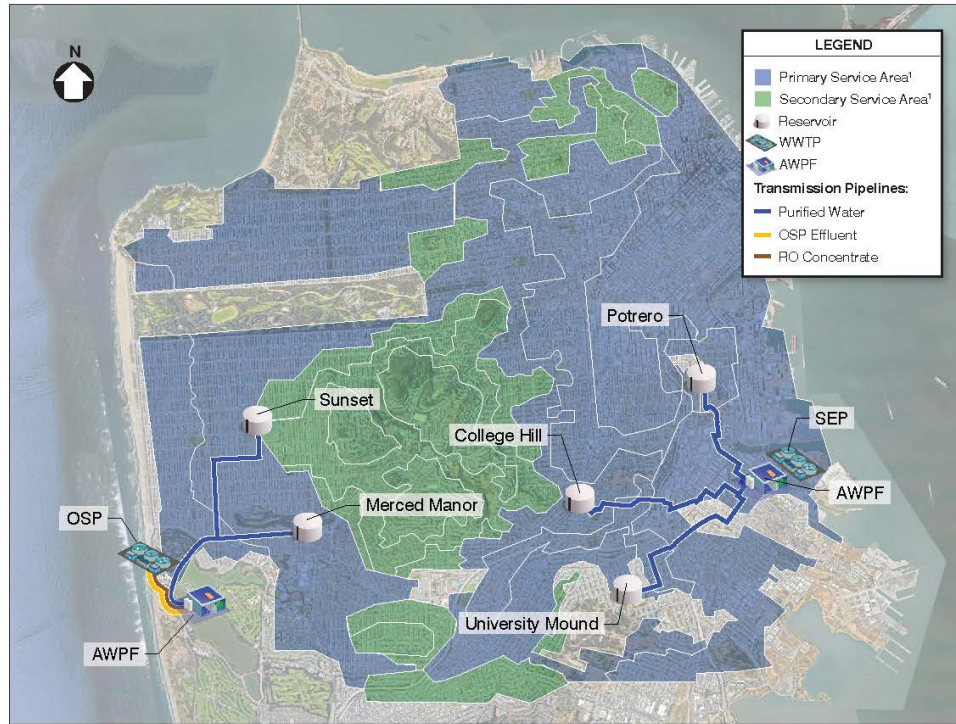 N
LEGEND
Primary Service Area¹
Secondary Service Area¹
Reservoir
WWTP
AWPF
Transmission Pipelines:
Purified Water
OSP Effluent
RO Concentrate
Potrero
Sunset
SEP
College Hill
AWPF
Merced Manor
OSP
University Mound
AWPF